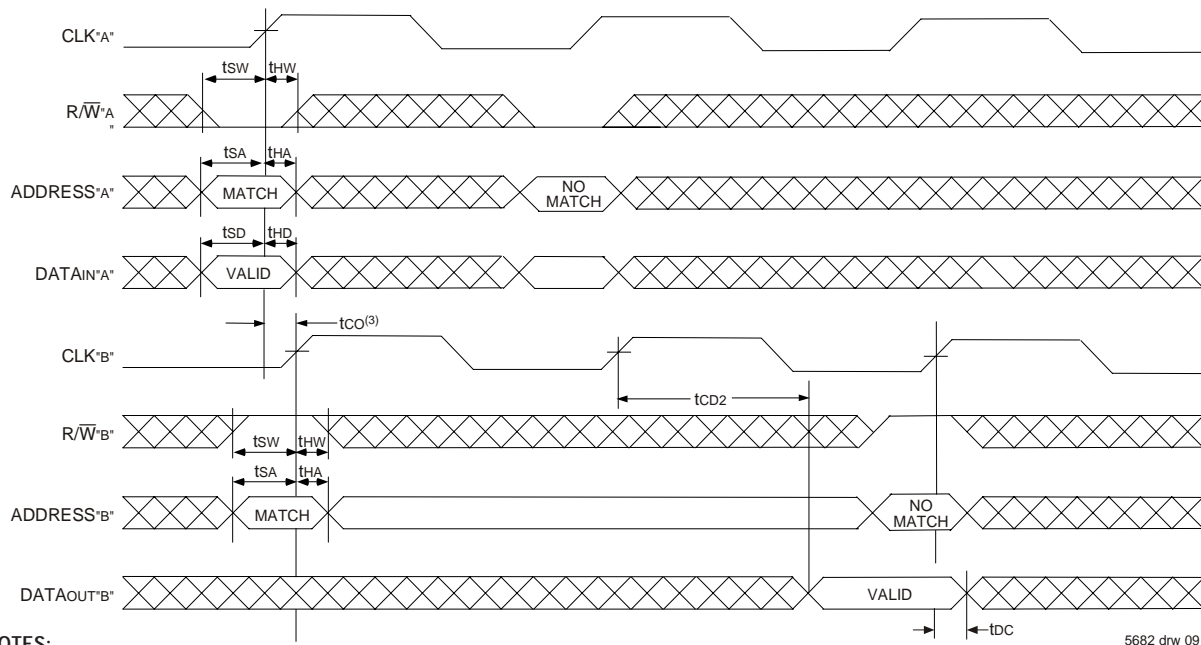 CLK"A"
tSW tHW
R/W"A
"
tSA tHA
ADDRESS"A" MATCH NO MATCH
tSD tHD
DATAIN"A" VALID
tCO(3)
CLK"B"
tCD2
R/W"B"
tSW tHW
tSA tHA
ADDRESS"B" MATCH NO MATCH
DATAOUT"B" VALID
tDC
OTES:
5682 drw 09